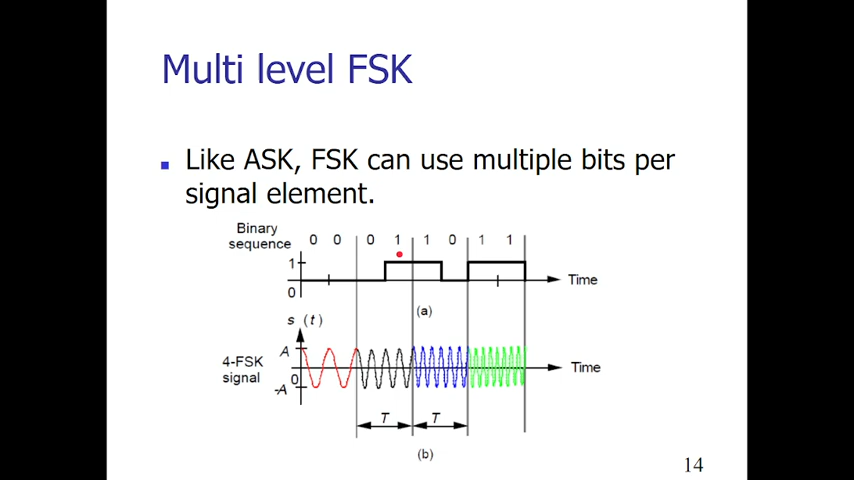 Multi level FSK
Like ASK, FSK can use multiple bits per
signal element.
Binary
sequence
0 0 0 1 1 0 1 1
1
0
Time
(a)
s (t)
4-FSK
signal
A
0
-A
Time
T T
(b)
14